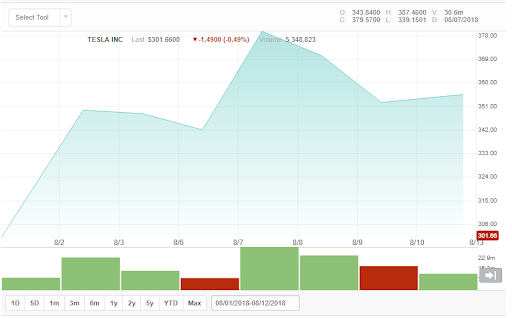 Select Tool
O: 343.8400 H: 387.4600 V: 30.6m
C: 379.5700 L: 339.1501 D: 08/07/2018
TESLA INC Last $301.6600 ▼-1.4900 (-0.49%) Volume 5,348,823
378.00
369.00
360.00
351.00
342.00
333.00
324.00
315.00
306.00
301.66
8/2 8/3 8/6 8/7 8/8 8/9 8/10 8/13
22.9m
1D 5D 1m 3m 6m 1y 2y 5y YTD Max 08/01/2018-08/12/2018